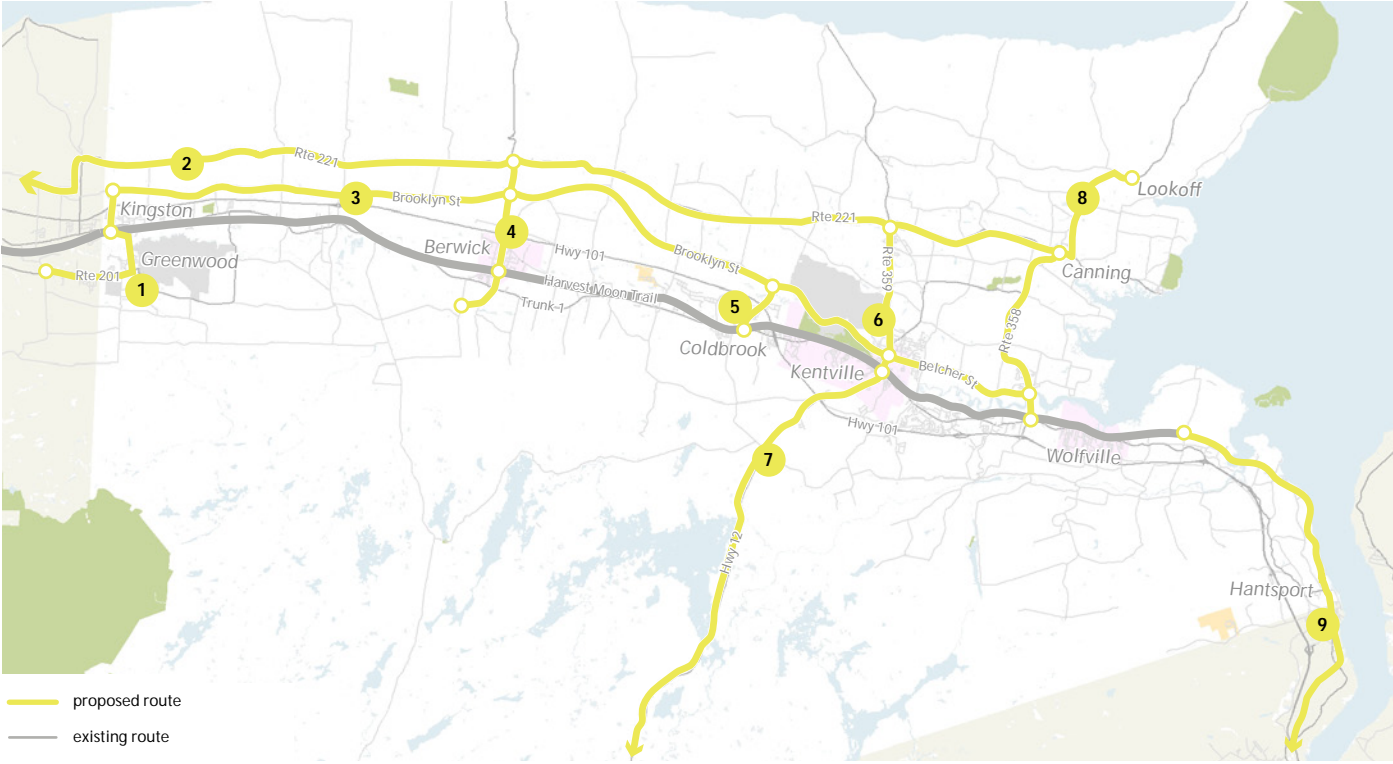 2
Rte 221
3
Brooklyn St
Kingston
Greenwood
Rte 201
1
Berwick
4
Hwy 101
Harvest Moon Trail
Trunk 1
Brooklyn St
Rte 221
5
Coldbrook
Rte 359
6
Kentville
Belcher St
Hwy 101
8
Lookoff
Canning
Rte 358
Wolfville
7
Hwy 12
Hantsport
9
proposed route
existing route